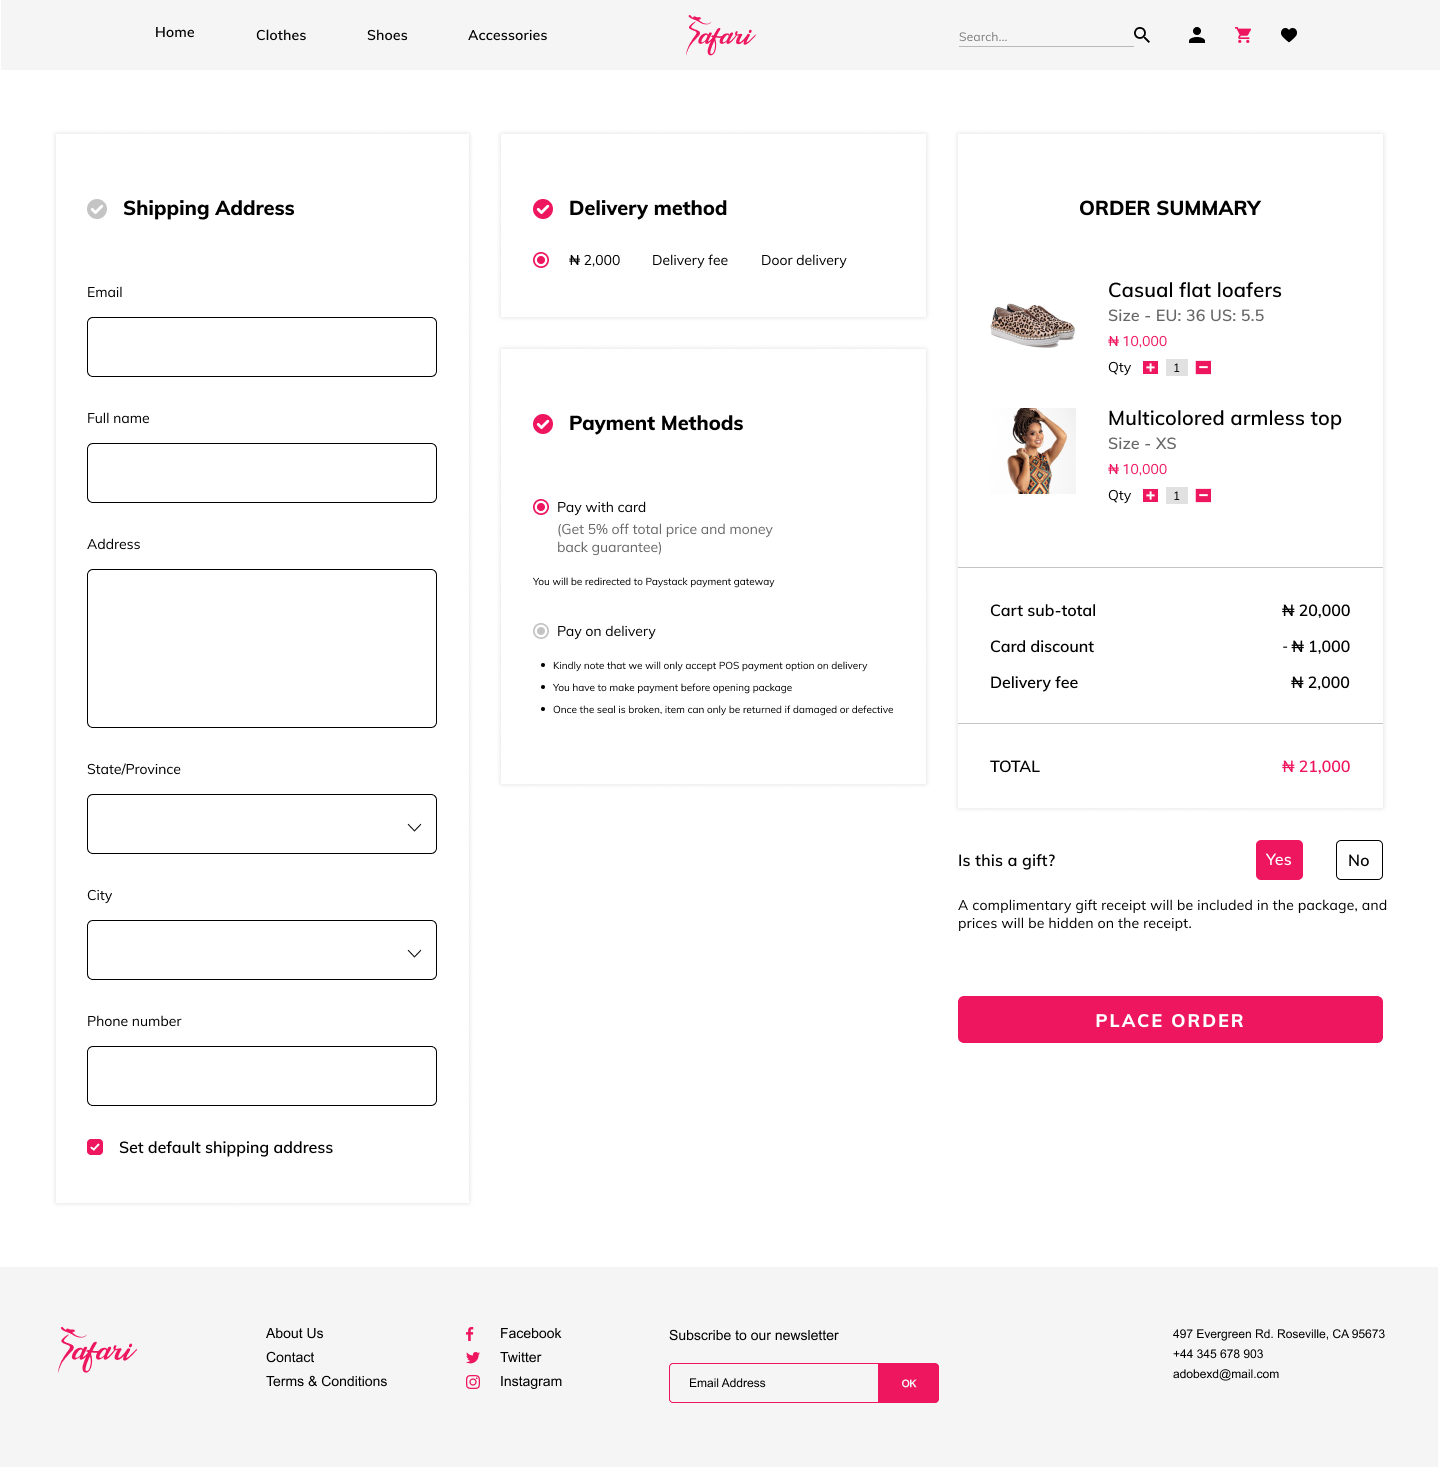 Home
Clothes
Shoes
Accessories
Safari
Search...
Shipping Address
Email
Full name
Address
State/Province
City
Phone number
Set default shipping address
Delivery method
₦ 2,000 Delivery fee Door delivery
Payment Methods
Pay with card
(Get 5% off total price and money
back guarantee)
You will be redirected to Paystack payment gateway
Pay on delivery
• Kindly note that we will only accept POS payment option on delivery
• You have to make payment before opening package
• Once the seal is broken, item can only be returned if damaged or defective
ORDER SUMMARY
Casual flat loafers
Size - EU: 36 US: 5.5
₦ 10,000
Qty 1
Multicolored armless top
Size - XS
₦ 10,000
Qty 1
Cart sub-total ₦ 20,000
Card discount - ₦ 1,000
Delivery fee ₦ 2,000
TOTAL ₦ 21,000
Is this a gift? Yes No
A complimentary gift receipt will be included in the package, and
prices will be hidden on the receipt.
PLACE ORDER
Safari
About Us
Contact
Terms & Conditions
Facebook
Twitter
Instagram
Subscribe to our newsletter
Email Address OK
497 Evergreen Rd. Roseville, CA 95673
+44 345 678 903
adobexd@mail.com